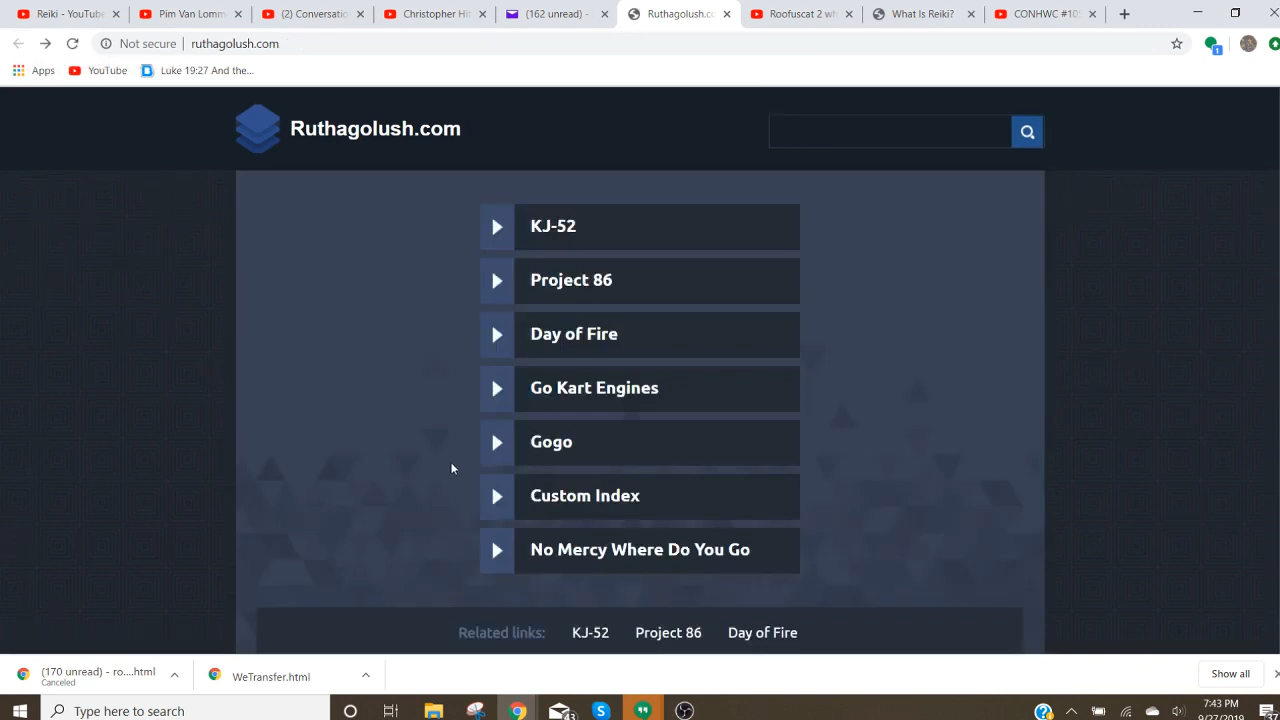 Reiki - YouTube
Pim Van Lomm
(2) Conversatio
Christopher Hit
(162 unread) -
Ruthagolush.co
Roofuscat 2 wh
What Is Reiki?
CONHWC #10
Not secure
ruthagolush.com
1
Apps
YouTube
Luke 19:27 And the...
Ruthagolush.com
KJ-52
Project 86
Day of Fire
Go Kart Engines
Gogo
Custom Index
No Mercy Where Do You Go
Related links:
KJ-52
Project 86
Day of Fire
(170 unread) - ro....html
Canceled
WeTransfer.html
Show all
Type here to search
43
7:43 PM
9/27/2019